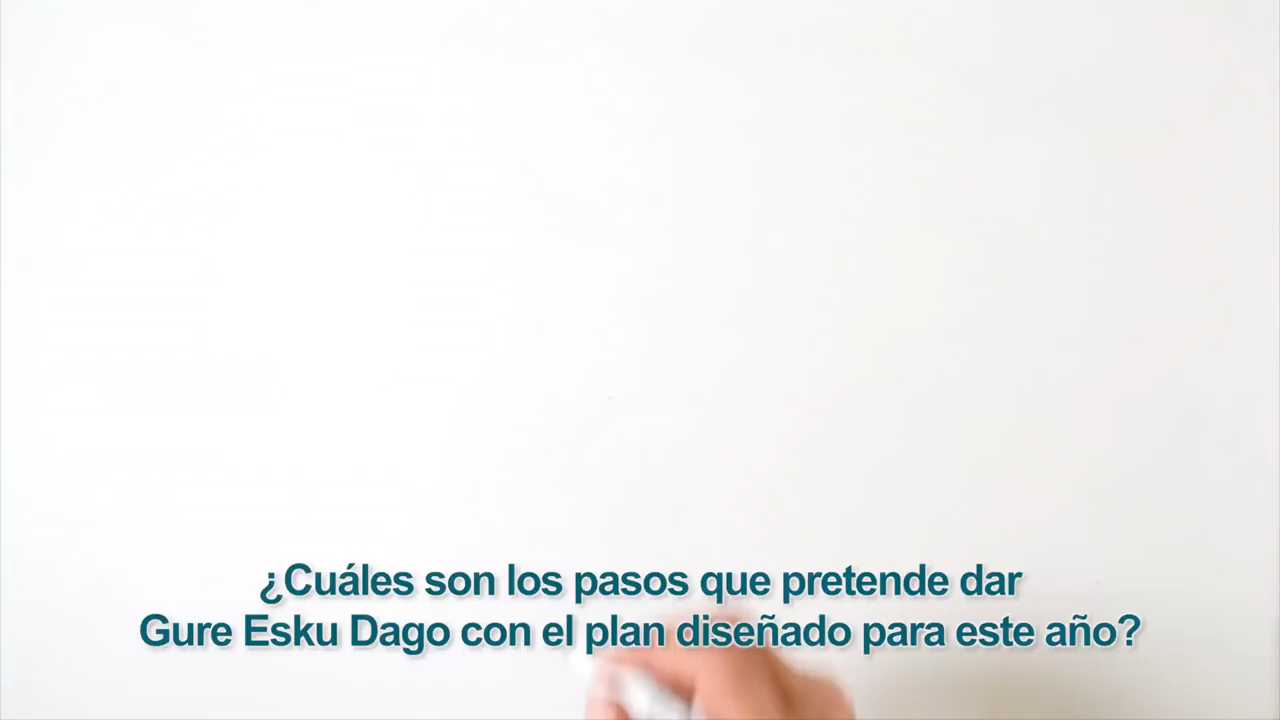 ¿Cuáles son los pasos que pretende dar
Gure Esku Dago con el plan diseñado para este año?